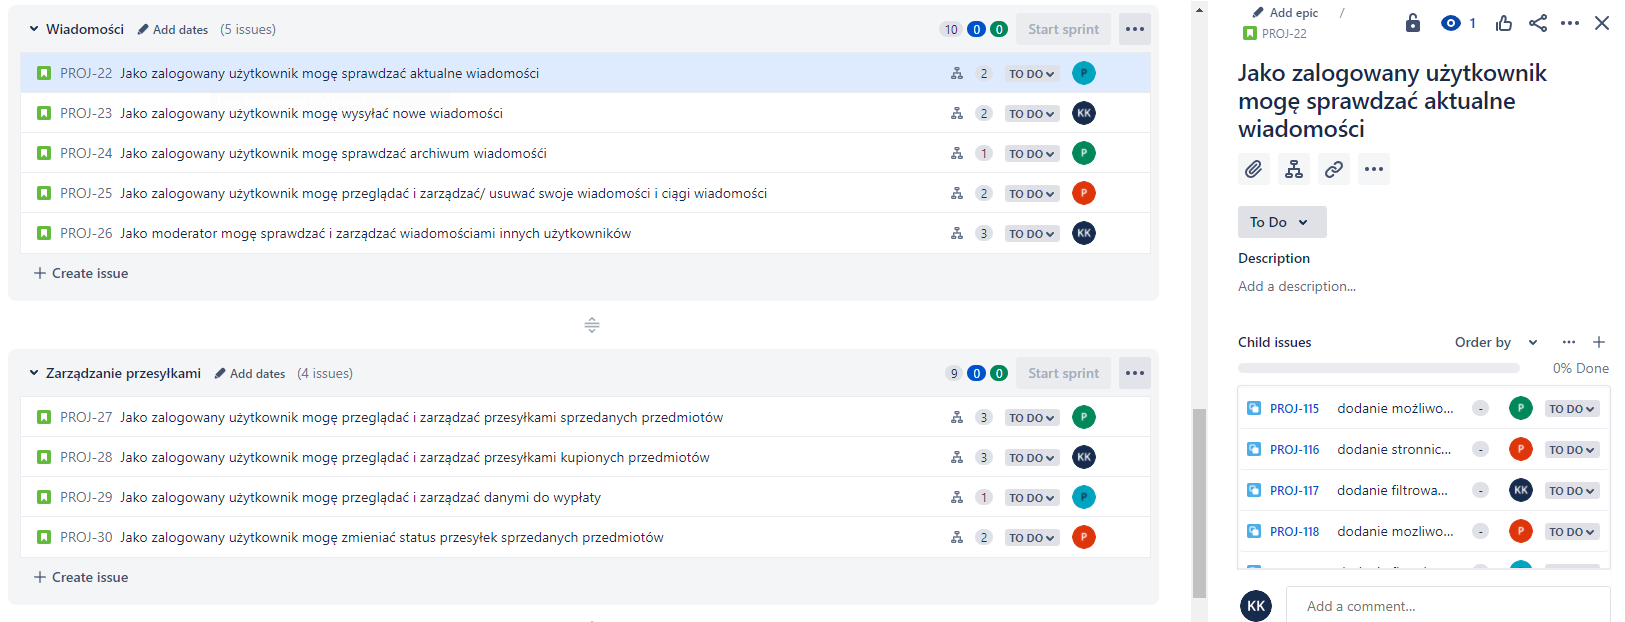 Wiadomości Add dates (5 issues) 10 0 0 Start sprint
PROJ-22 Jako zalogowany użytkownik mogę sprawdzać aktualne wiadomości 2 TO DO P
PROJ-23 Jako zalogowany użytkownik mogę wysyłać nowe wiadomości 2 TO DO KK
PROJ-24 Jako zalogowany użytkownik mogę sprawdzać archiwum wiadomośći 1 TO DO P
PROJ-25 Jako zalogowany użytkownik mogę przeglądać i zarządzać/ usuwać swoje wiadomości i ciągi wiadomości 2 TO DO P
PROJ-26 Jako moderator mogę sprawdzać i zarządzać wiadomościami innych użytkowników 3 TO DO KK
+ Create issue
Zarządzanie przesyłkami Add dates (4 issues) 9 0 0 Start sprint
PROJ-27 Jako zalogowany użytkownik mogę przeglądać i zarządzać przesyłkami sprzedanych przedmiotów 3 TO DO P
PROJ-28 Jako zalogowany użytkownik mogę przeglądać i zarządzać przesyłkami kupionych przedmiotów 3 TO DO KK
PROJ-29 Jako zalogowany użytkownik mogę przeglądać i zarządzać danymi do wypłaty 1 TO DO P
PROJ-30 Jako zalogowany użytkownik mogę zmieniać status przesyłek sprzedanych przedmiotów 2 TO DO P
+ Create issue
Add epic / 1
PROJ-22
Jako zalogowany użytkownik
mogę sprawdzać aktualne
wiadomości
To Do
Description
Add a description...
Child issues Order by
0% Done
PROJ-115 dodanie możliwo... - P TO DO
PROJ-116 dodanie stronnic... - P TO DO
PROJ-117 dodanie filtrowa... - KK TO DO
PROJ-118 dodanie mozliwo... - P TO DO
KK Add a comment...